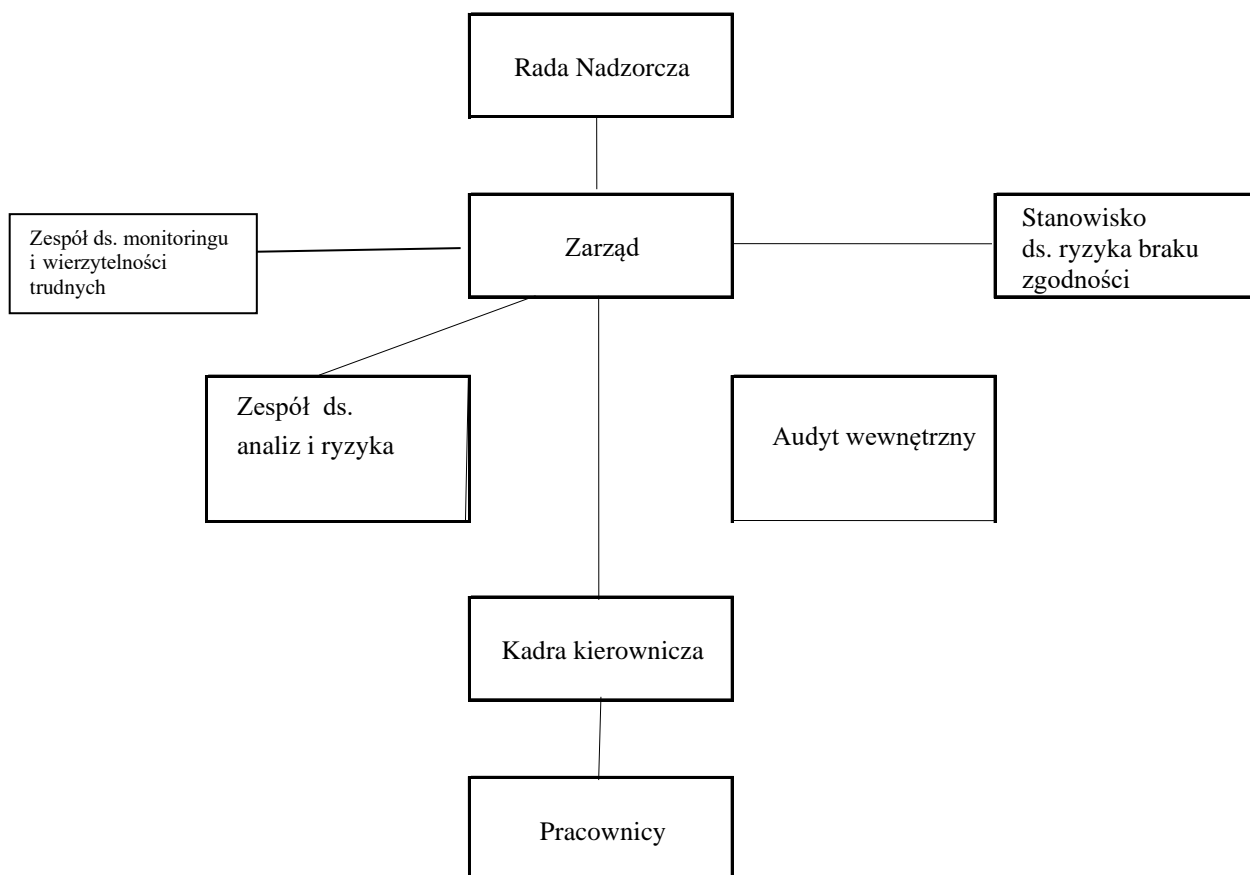 Rada Nadzorcza
Zespół ds. monitoringu
i wierzytelności
trudnych
Zarząd
Stanowisko
ds. ryzyka braku
zgodności
Zespół ds.
analiz i ryzyka
Audyt wewnętrzny
Kadra kierownicza
Pracownicy